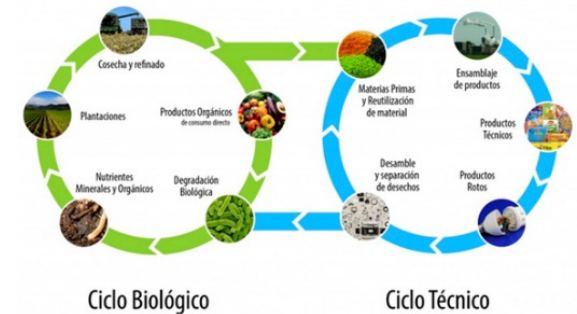 Cosecha y refinado
Plantaciones
Productos Orgánicos
de consumo directo
Nutrientes
Minerales y Orgánicos
Degradación
Biológica
Ciclo Biológico
Materias Primas
y Reutilización
de material
Ensamblaje
de productos
Productos
Técnicos
Desamble
y separación
de desechos
Productos
Rotos
Ciclo Técnico